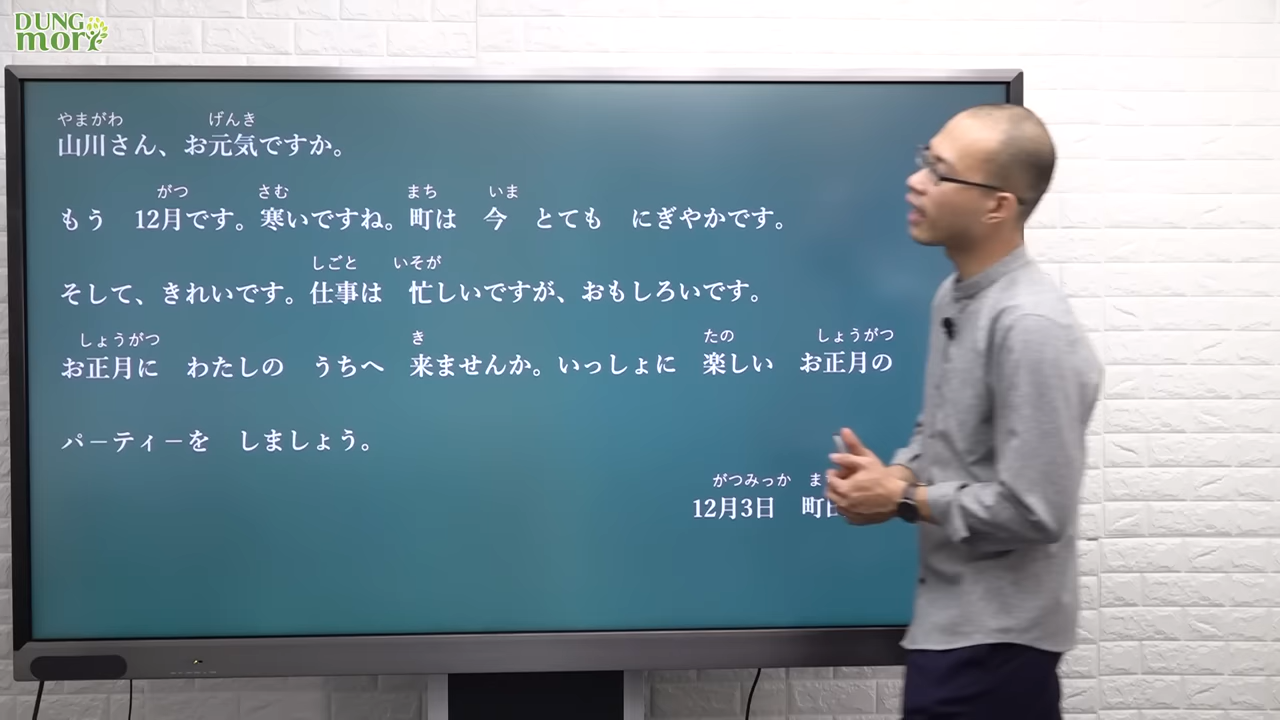 DUNG
mori
やまがわ げんき
山川さん、お元気ですか。
がつ さむ まち いま
もう 12月です。寒いですね。町は 今 とても にぎやかです。
しごと いそが
そして、きれいです。仕事は 忙しいですが、おもしろいです。
しょうがつ き たの しょうがつ
お正月に わたしの うちへ 来ませんか。いっしょに 楽しい お正月の
パーティーを しましょう。
がつみっか ま
12月3日 町